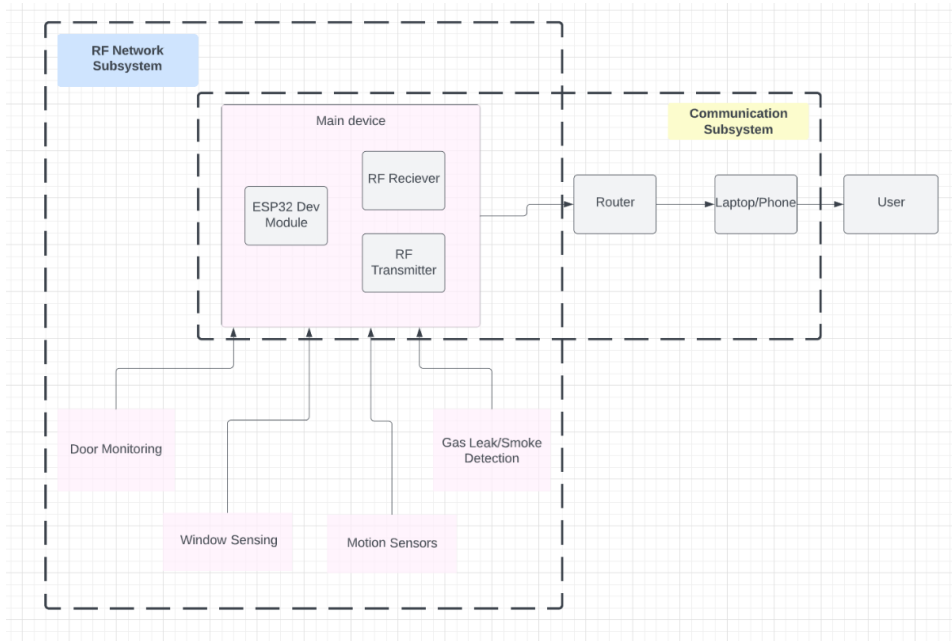 RF Network
Subsystem
Communication
Subsystem
Main device
RF Reciever
ESP32 Dev
Module
RF
Transmitter
Router
Laptop/Phone
User
Door Monitoring
Gas Leak/Smoke
Detection
Window Sensing
Motion Sensors